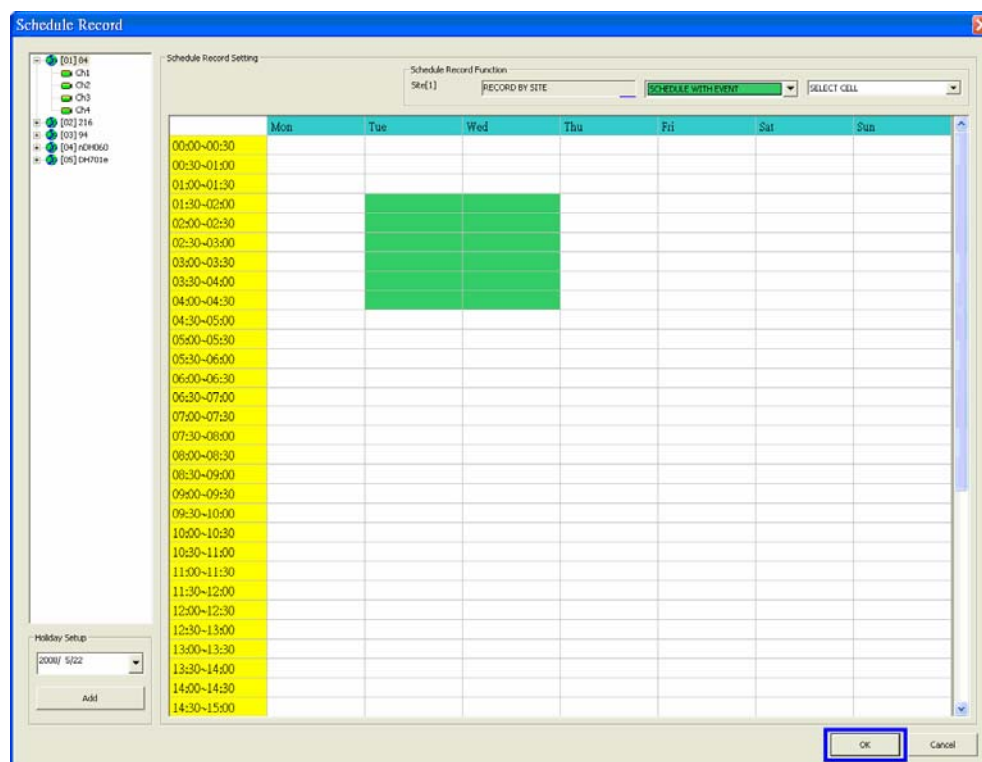 Schedule Record
[01] 04
Ch1
Ch2
Ch3
Ch4
[02] 216
[03] 94
[04] nDH060
[05] DH701e
Schedule Record Setting
Schedule Record Function
Site[1] RECORD BY SITE SCHEDULE WITH EVENT SELECT CELL
Mon Tue Wed Thu Fri Sat Sun
00:00~00:30
00:30~01:00
01:00~01:30
01:30~02:00
02:00~02:30
02:30~03:00
03:00~03:30
03:30~04:00
04:00~04:30
04:30~05:00
05:00~05:30
05:30~06:00
06:00~06:30
06:30~07:00
07:00~07:30
07:30~08:00
08:00~08:30
08:30~09:00
09:00~09:30
09:30~10:00
10:00~10:30
10:30~11:00
11:00~11:30
11:30~12:00
12:00~12:30
12:30~13:00
13:00~13:30
13:30~14:00
14:00~14:30
14:30~15:00
Holiday Setup
2008/ 5/22
Add
OK Cancel